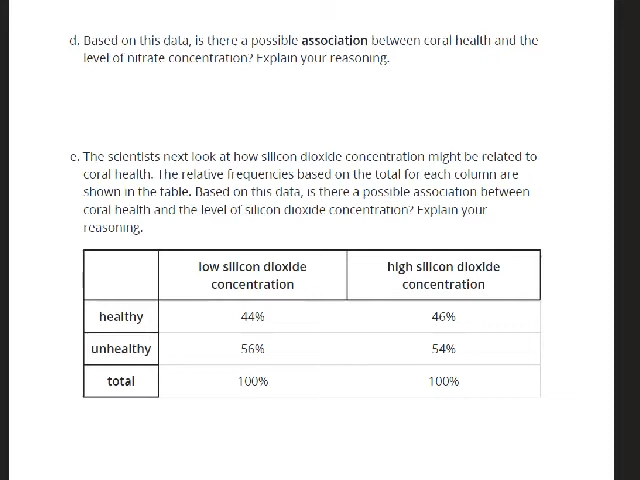 d. Based on this data, is there a possible association between coral health and the
level of nitrate concentration? Explain your reasoning.
e. The scientists next look at how silicon dioxide concentration might be related to
coral health. The relative frequencies based on the total for each column are
shown in the table. Based on this data, is there a possible association between
coral health and the level of silicon dioxide concentration? Explain your
reasoning.
low silicon dioxide concentration
high silicon dioxide concentration
healthy 44% 46%
unhealthy 56% 54%
total 100% 100%